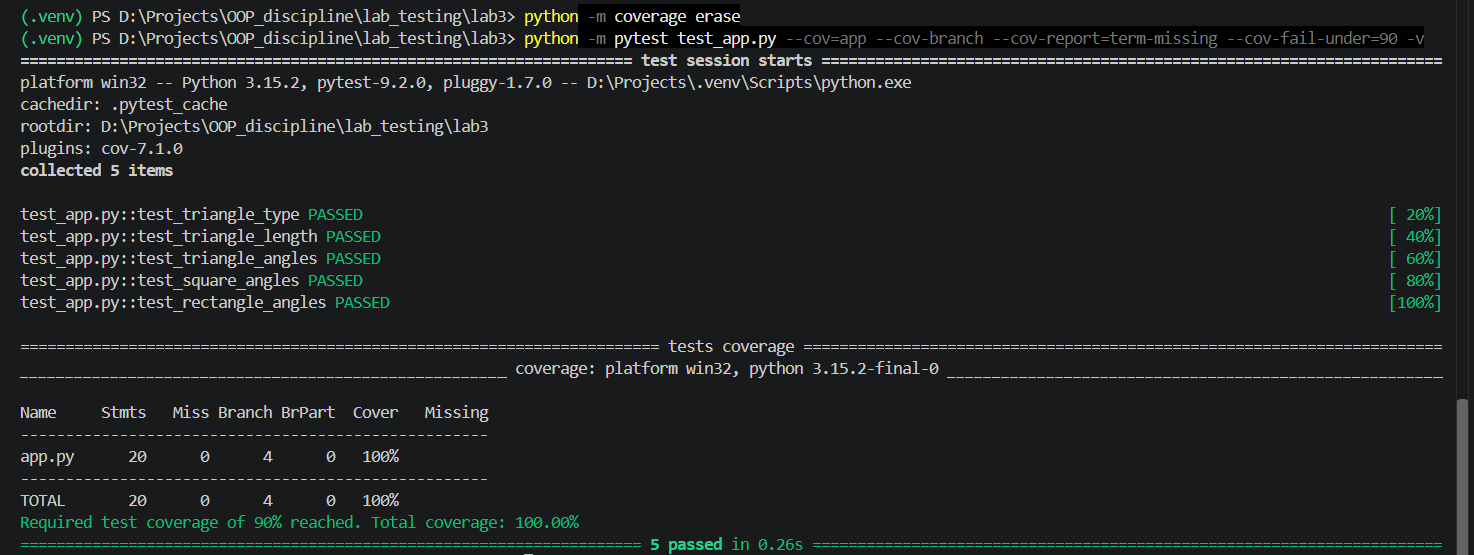 (.venv) PS D:\Projects\OOP_discipline\lab_testing\lab3> python -m coverage erase
(.venv) PS D:\Projects\OOP_discipline\lab_testing\lab3> python -m pytest test_app.py --cov=app --cov-branch --cov-report=term-missing --cov-fail-under=90 -v
===================================================================== test session starts =====================================================================
platform win32 -- Python 3.15.2, pytest-9.2.0, pluggy-1.7.0 -- D:\Projects\.venv\Scripts\python.exe
cachedir: .pytest_cache
rootdir: D:\Projects\OOP_discipline\lab_testing\lab3
plugins: cov-7.1.0
collected 5 items
test_app.py::test_triangle_type PASSED [ 20%]
test_app.py::test_triangle_length PASSED [ 40%]
test_app.py::test_triangle_angles PASSED [ 60%]
test_app.py::test_square_angles PASSED [ 80%]
test_app.py::test_rectangle_angles PASSED [100%]
======================================================================= tests coverage =======================================================================
______________________________________________________ coverage: platform win32, python 3.15.2-final-0 _______________________________________________________
Name     Stmts   Miss Branch BrPart  Cover   Missing
----------------------------------------------------
app.py      20      0      4      0   100%
----------------------------------------------------
TOTAL       20      0      4      0   100%
Required test coverage of 90% reached. Total coverage: 100.00%
===================================================================== 5 passed in 0.26s ======================================================================